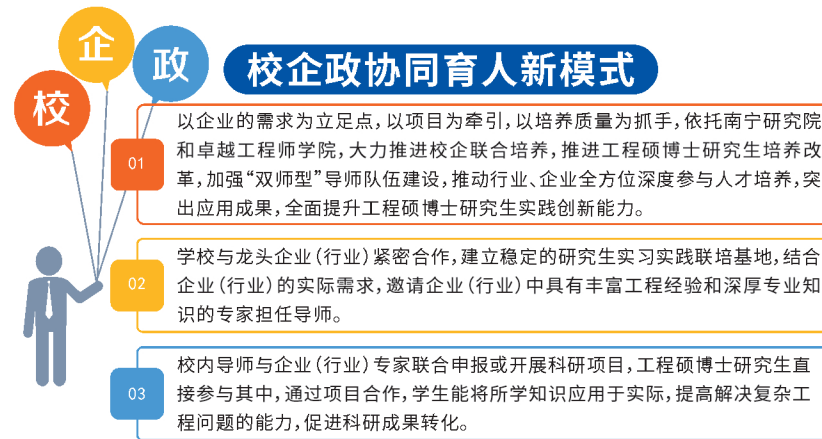 校
企
政
校企政协同育人新模式
01
以企业的需求为立足点，以项目为牵引，以培养质量为抓手，依托南宁研究院
和卓越工程师学院，大力推进校企联合培养，推进工程硕博士研究生培养改
革，加强“双师型”导师队伍建设，推动行业、企业全方位深度参与人才培养，突
出应用成果，全面提升工程硕博士研究生实践创新能力。
02
学校与龙头企业（行业）紧密合作，建立稳定的研究生实习实践联培基地，结合
企业（行业）的实际需求，邀请企业（行业）中具有丰富工程经验和深厚专业知
识的专家担任导师。
03
校内导师与企业（行业）专家联合申报或开展科研项目，工程硕博士研究生直
接参与其中，通过项目合作，学生能将所学知识应用于实际，提高解决复杂工
程问题的能力，促进科研成果转化。